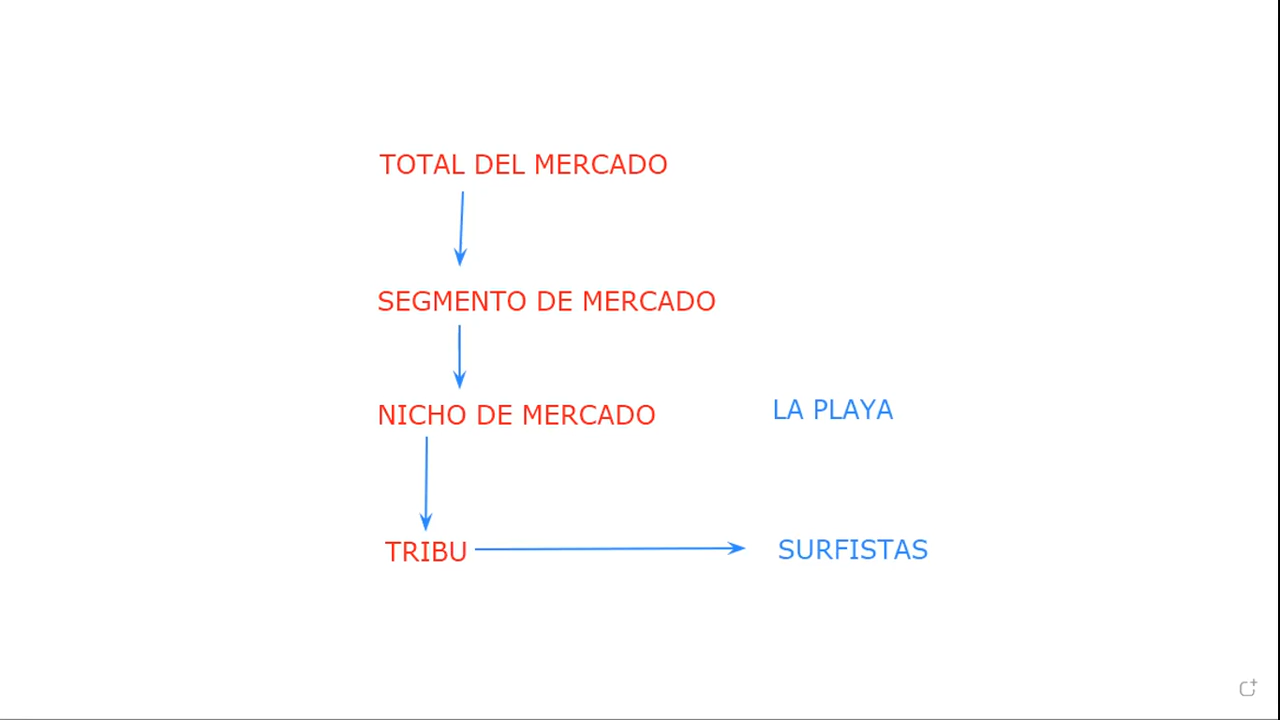 TOTAL DEL MERCADO
SEGMENTO DE MERCADO
NICHO DE MERCADO
LA PLAYA
TRIBU
SURFISTAS